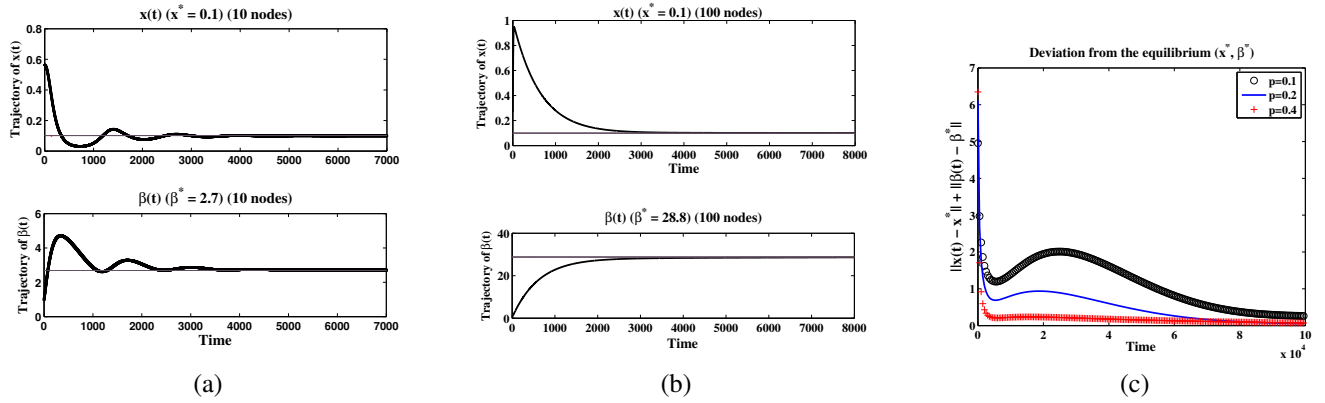 x(t) (x* = 0.1) (10 nodes)
Trajectory of x(t)
0.8
0.6
0.4
0.2
0
0 1000 2000 3000 4000 5000 6000 7000
β(t) (β* = 2.7) (10 nodes)
Trajectory of β(t)
6
4
2
0
0 1000 2000 3000 4000 5000 6000 7000
Time
(a)
x(t) (x* = 0.1) (100 nodes)
Trajectory of x(t)
1
0.8
0.6
0.4
0.2
0
0 1000 2000 3000 4000 5000 6000 7000 8000
Time
β(t) (β* = 28.8) (100 nodes)
Trajectory of β(t)
40
20
0
0 1000 2000 3000 4000 5000 6000 7000 8000
Time
(b)
Deviation from the equilibrium (x*, β*)
||x(t) − x*|| + ||β(t) − β*||
7
6
5
4
3
2
1
0
p=0.1
p=0.2
p=0.4
0 2 4 6 8 10
Time
x 10⁴
(c)